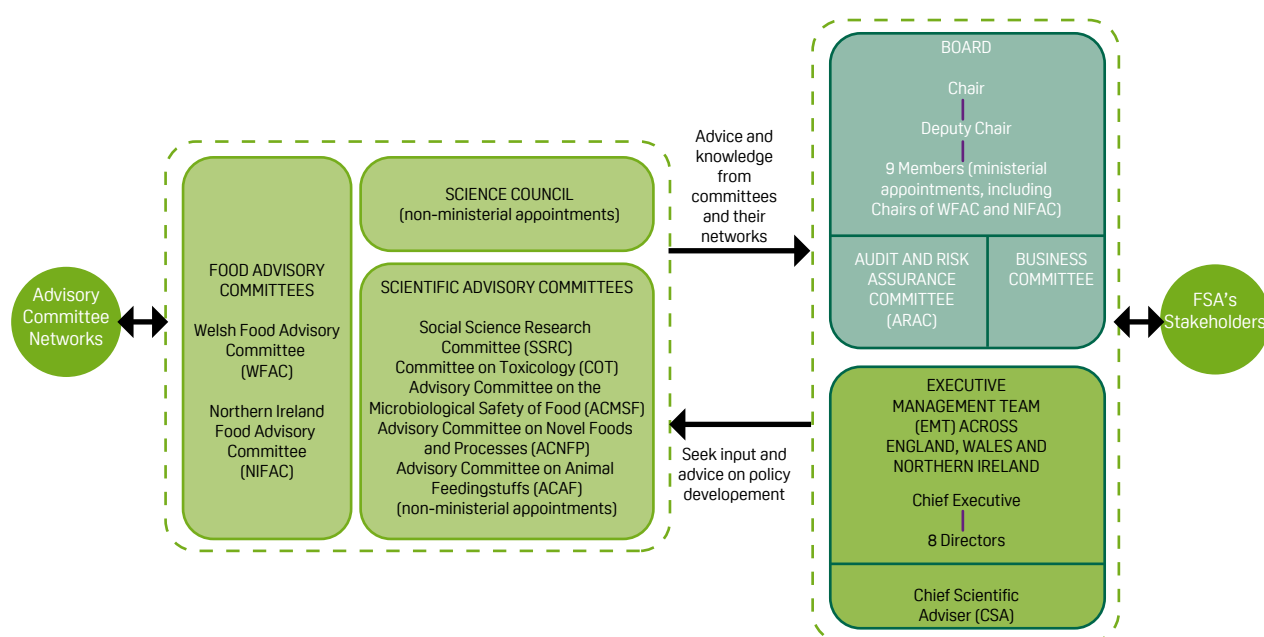 Advisory
Committee
Networks
FOOD ADVISORY
COMMITTEES
Welsh Food Advisory
Committee
(WFAC)
Northern Ireland
Food Advisory
Committee
(NIFAC)
SCIENCE COUNCIL
(non-ministerial appointments)
SCIENTIFIC ADVISORY COMMITTEES
Social Science Research
Committee (SSRC)
Committee on Toxicology (COT)
Advisory Committee on the
Microbiological Safety of Food (ACMSF)
Advisory Committee on Novel Foods
and Processes (ACNFP)
Advisory Committee on Animal
Feedingstuffs (ACAF)
(non-ministerial appointments)
Advice and
knowledge
from
committees
and their
networks
Seek input and
advice on policy
developement
BOARD
Chair
Deputy Chair
9 Members (ministerial
appointments, including
Chairs of WFAC and NIFAC)
AUDIT AND RISK
ASSURANCE
COMMITTEE
(ARAC)
BUSINESS
COMMITTEE
EXECUTIVE
MANAGEMENT TEAM
(EMT) ACROSS
ENGLAND, WALES AND
NORTHERN IRELAND
Chief Executive
8 Directors
Chief Scientific
Adviser (CSA)
FSA's
Stakeholders